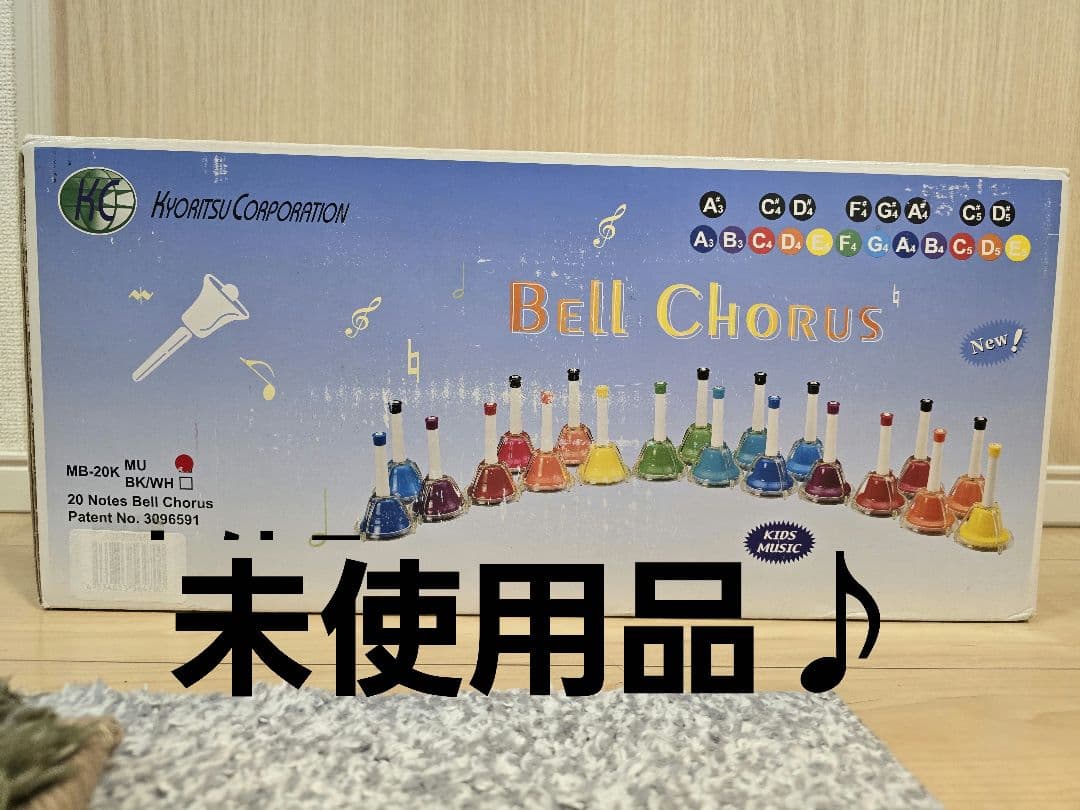 KC
KYORITSU CORPORATION
A#3 C#4 D#4 F#4 G#4 A#4 C#5 D#5
A3 B3 C4 D4 E4 F4 G4 A4 B4 C5 D5 E5
BELL CHORUS
New!
MB-20K MU
BK/WH
20 Notes Bell Chorus
Patent No. 3096591
KIDS
MUSIC
未使用品♪